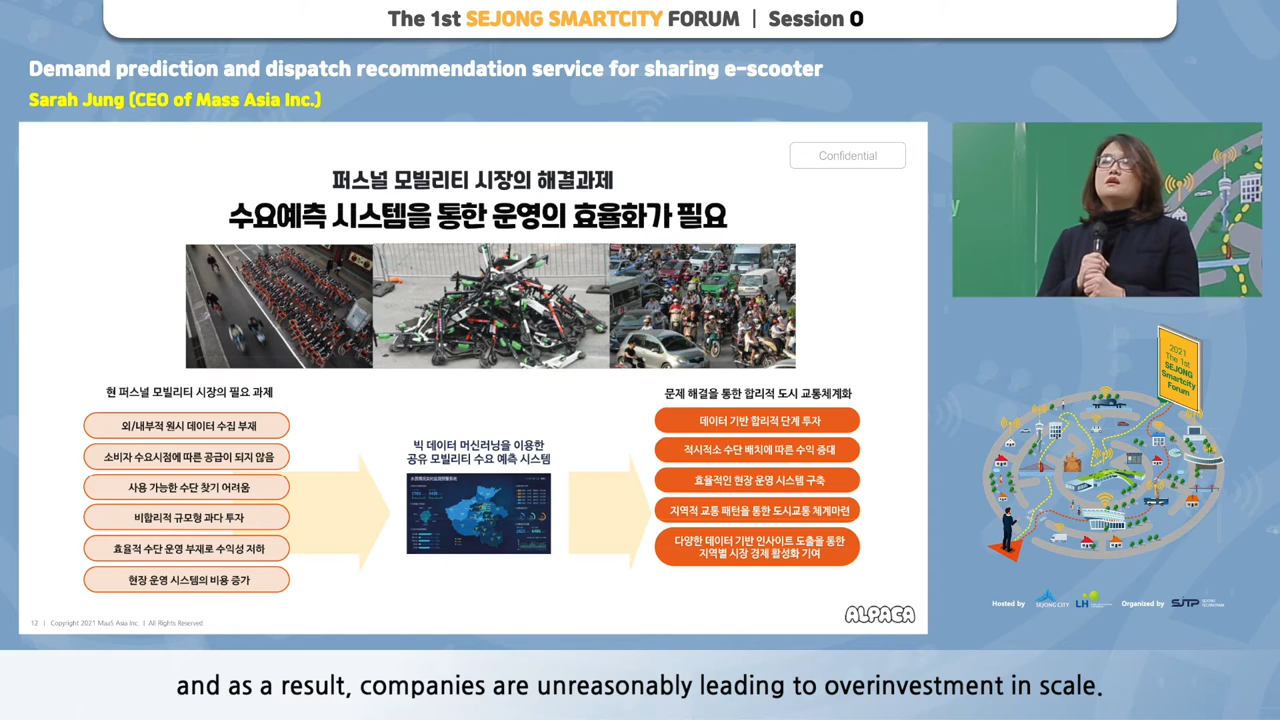 The 1st SEJONG SMARTCITY FORUM | Session 0
Demand prediction and dispatch recommendation service for sharing e-scooter
Sarah Jung (CEO of Mass Asia Inc.)
Confidential
퍼스널 모빌리티 시장의 해결과제
수요예측 시스템을 통한 운영의 효율화가 필요
현 퍼스널 모빌리티 시장의 필요 과제
외/내부적 원시 데이터 수집 부재
소비자 수요시점에 따른 공급이 되지 않음
사용 가능한 수단 찾기 어려움
비합리적 규모형 과다 투자
효율적 수단 운영 부재로 수익성 저하
현장 운영 시스템의 비용 증가
빅 데이터 머신러닝을 이용한
공유 모빌리티 수요 예측 시스템
문제 해결을 통한 합리적 도시 교통체계화
데이터 기반 합리적 단계 투자
적시적소 수단 배치에 따른 수익 증대
효율적인 현장 운영 시스템 구축
지역적 교통 패턴을 통한 도시교통 체계마련
다양한 데이터 기반 인사이트 도출을 통한
지역별 시장 경제 활성화 기여
12 | Copyright 2021 MaaS Asia Inc. | All Rights Reserved
ALPACA
y
2021
The 1st
SEJONG
Smartcity
Forum
Hosted by SEJONG CITY LH Organized by SJTP
and as a result, companies are unreasonably leading to overinvestment in scale.